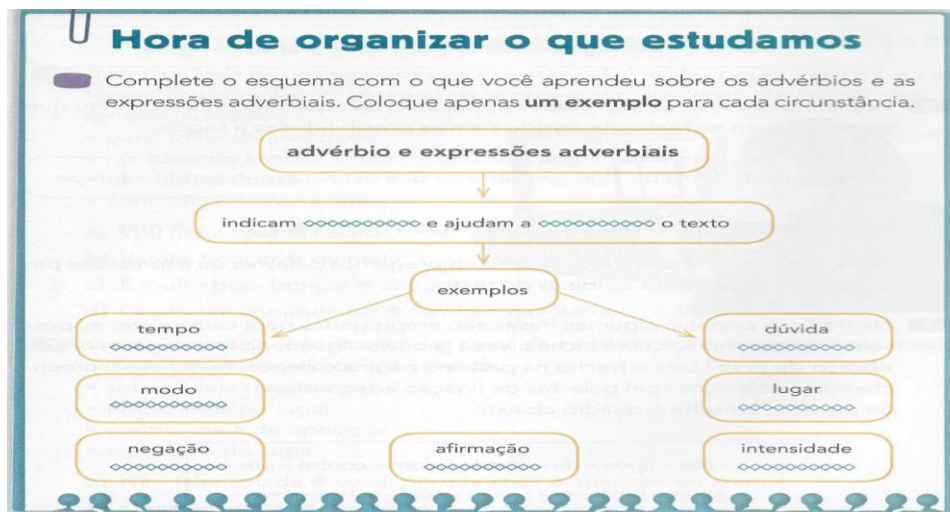 Hora de organizar o que estudamos
Complete o esquema com o que você aprendeu sobre os advérbios e as
expressões adverbiais. Coloque apenas um exemplo para cada circunstância.
advérbio e expressões adverbiais
indicam e ajudam a o texto
exemplos
tempo
dúvida
modo
lugar
negação
afirmação
intensidade